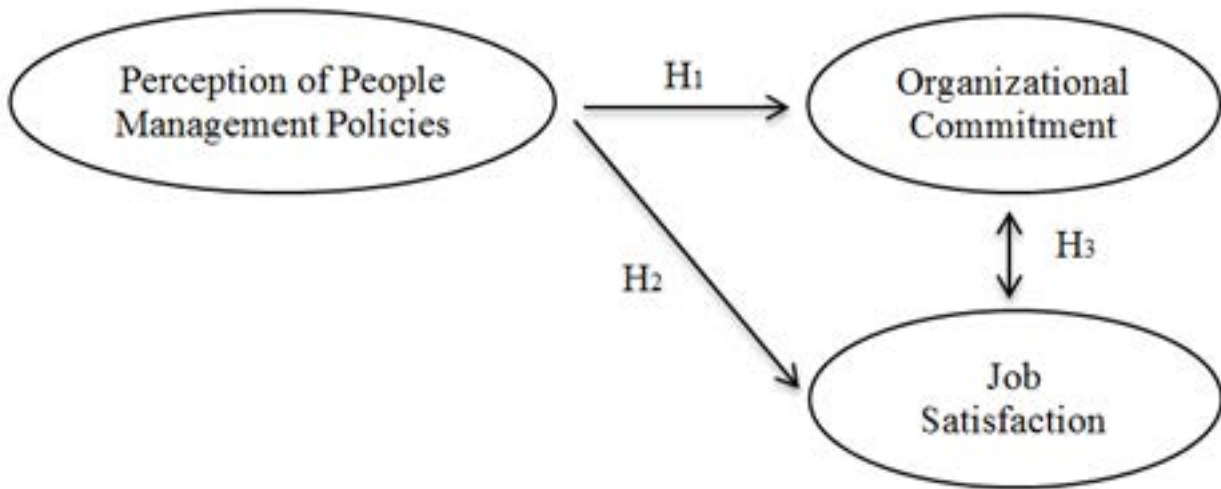 Perception of People
Management Policies
H1
Organizational
Commitment
H2
H3
Job
Satisfaction